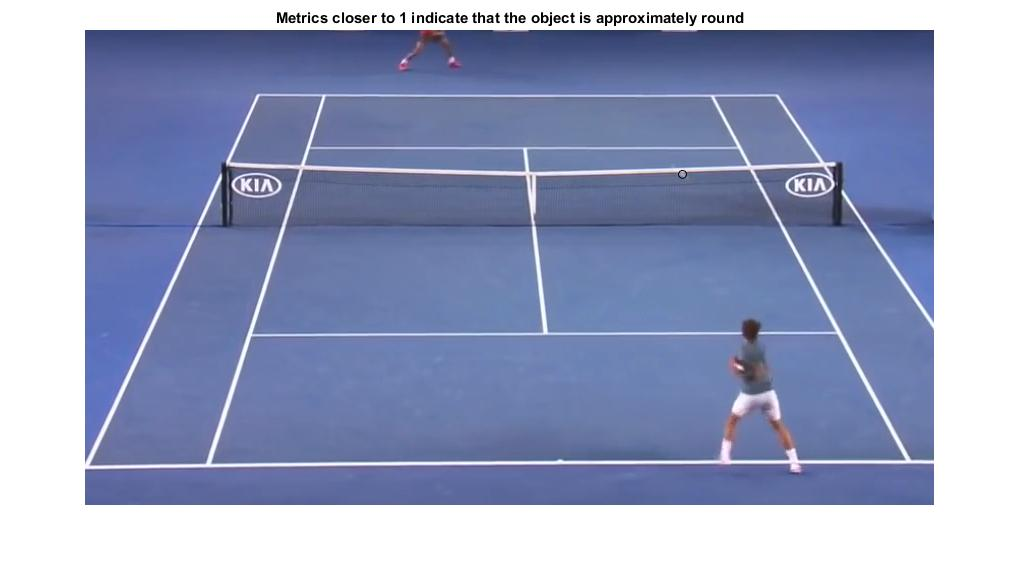 Metrics closer to 1 indicate that the object is approximately round
KIA
KIA